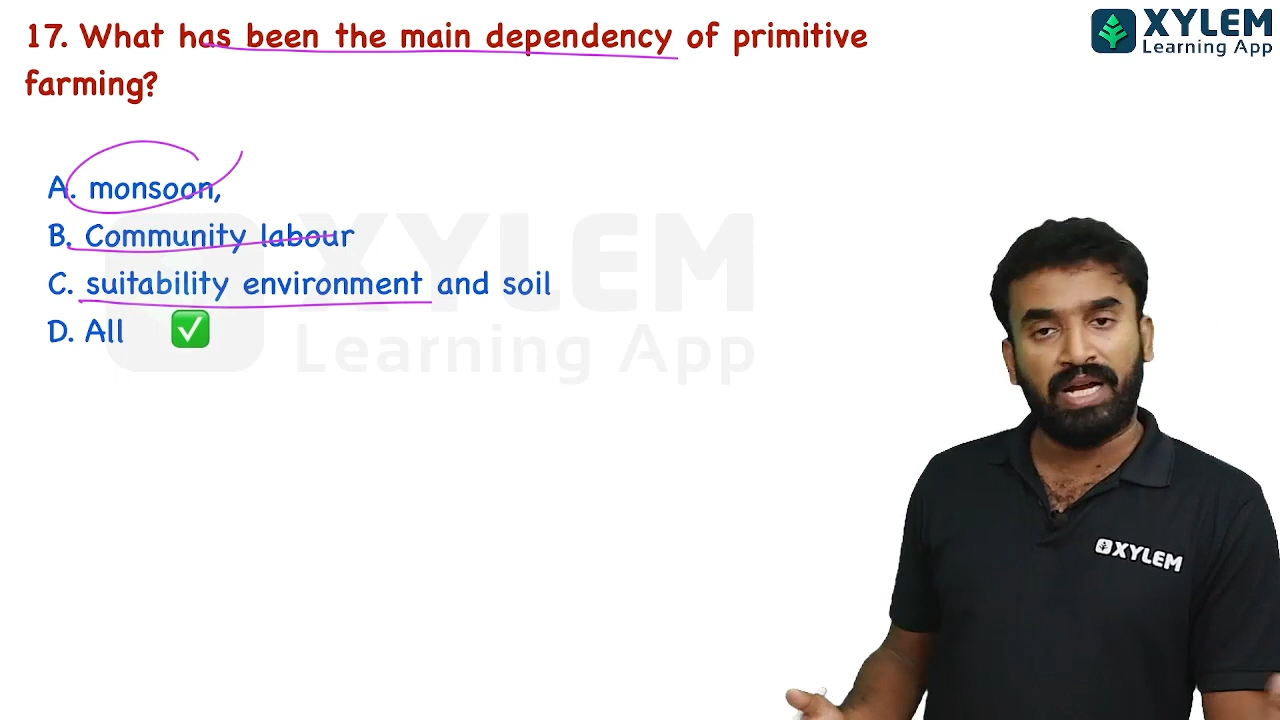 17. What has been the main dependency of primitive
farming?
A. monsoon,
B. Community labour
C. suitability environment and soil
D. All
XYLEM
Learning App
XYLEM
Learning App
XYLEM